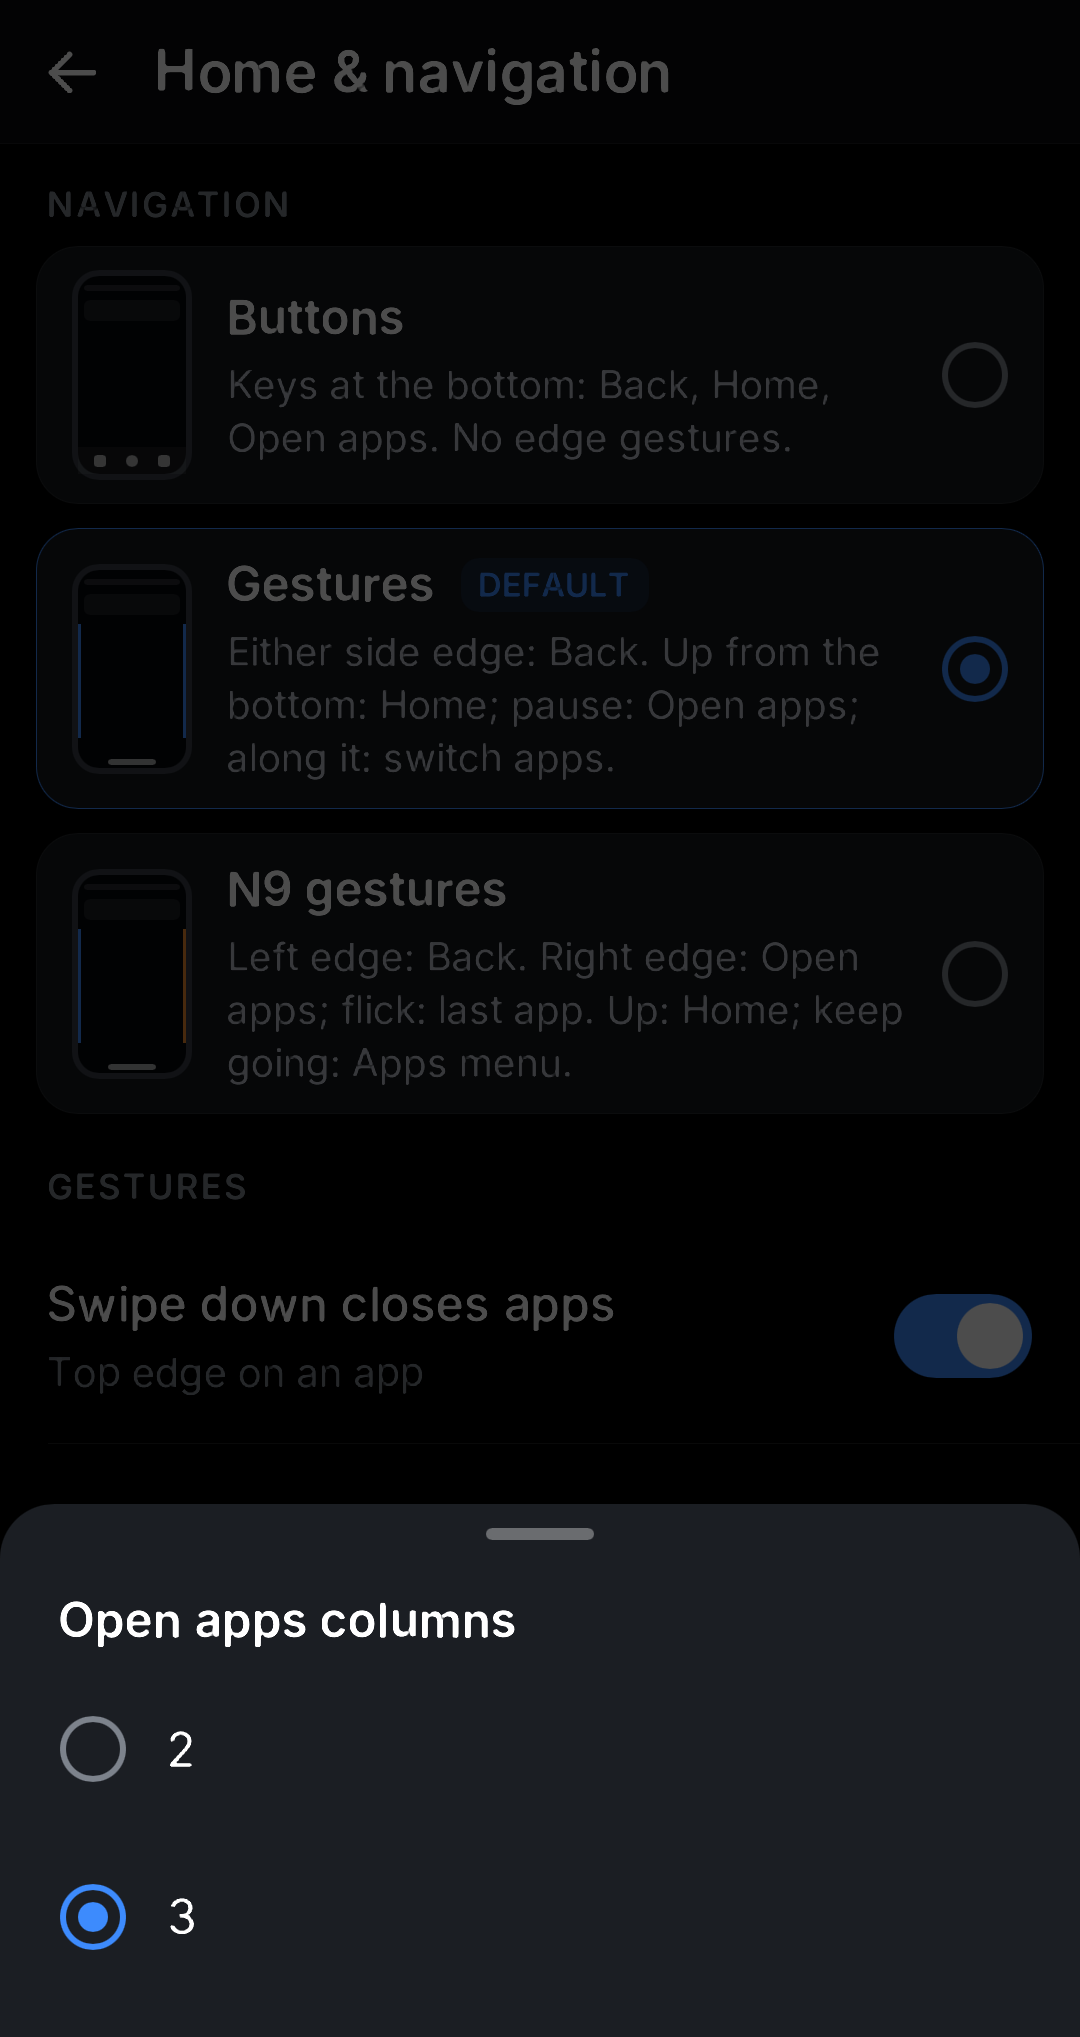 Home & navigation
NAVIGATION
Buttons
Keys at the bottom: Back, Home,
Open apps. No edge gestures.
Gestures DEFAULT
Either side edge: Back. Up from the
bottom: Home; pause: Open apps;
along it: switch apps.
N9 gestures
Left edge: Back. Right edge: Open
apps; flick: last app. Up: Home; keep
going: Apps menu.
GESTURES
Swipe down closes apps
Top edge on an app
Open apps columns
2
3